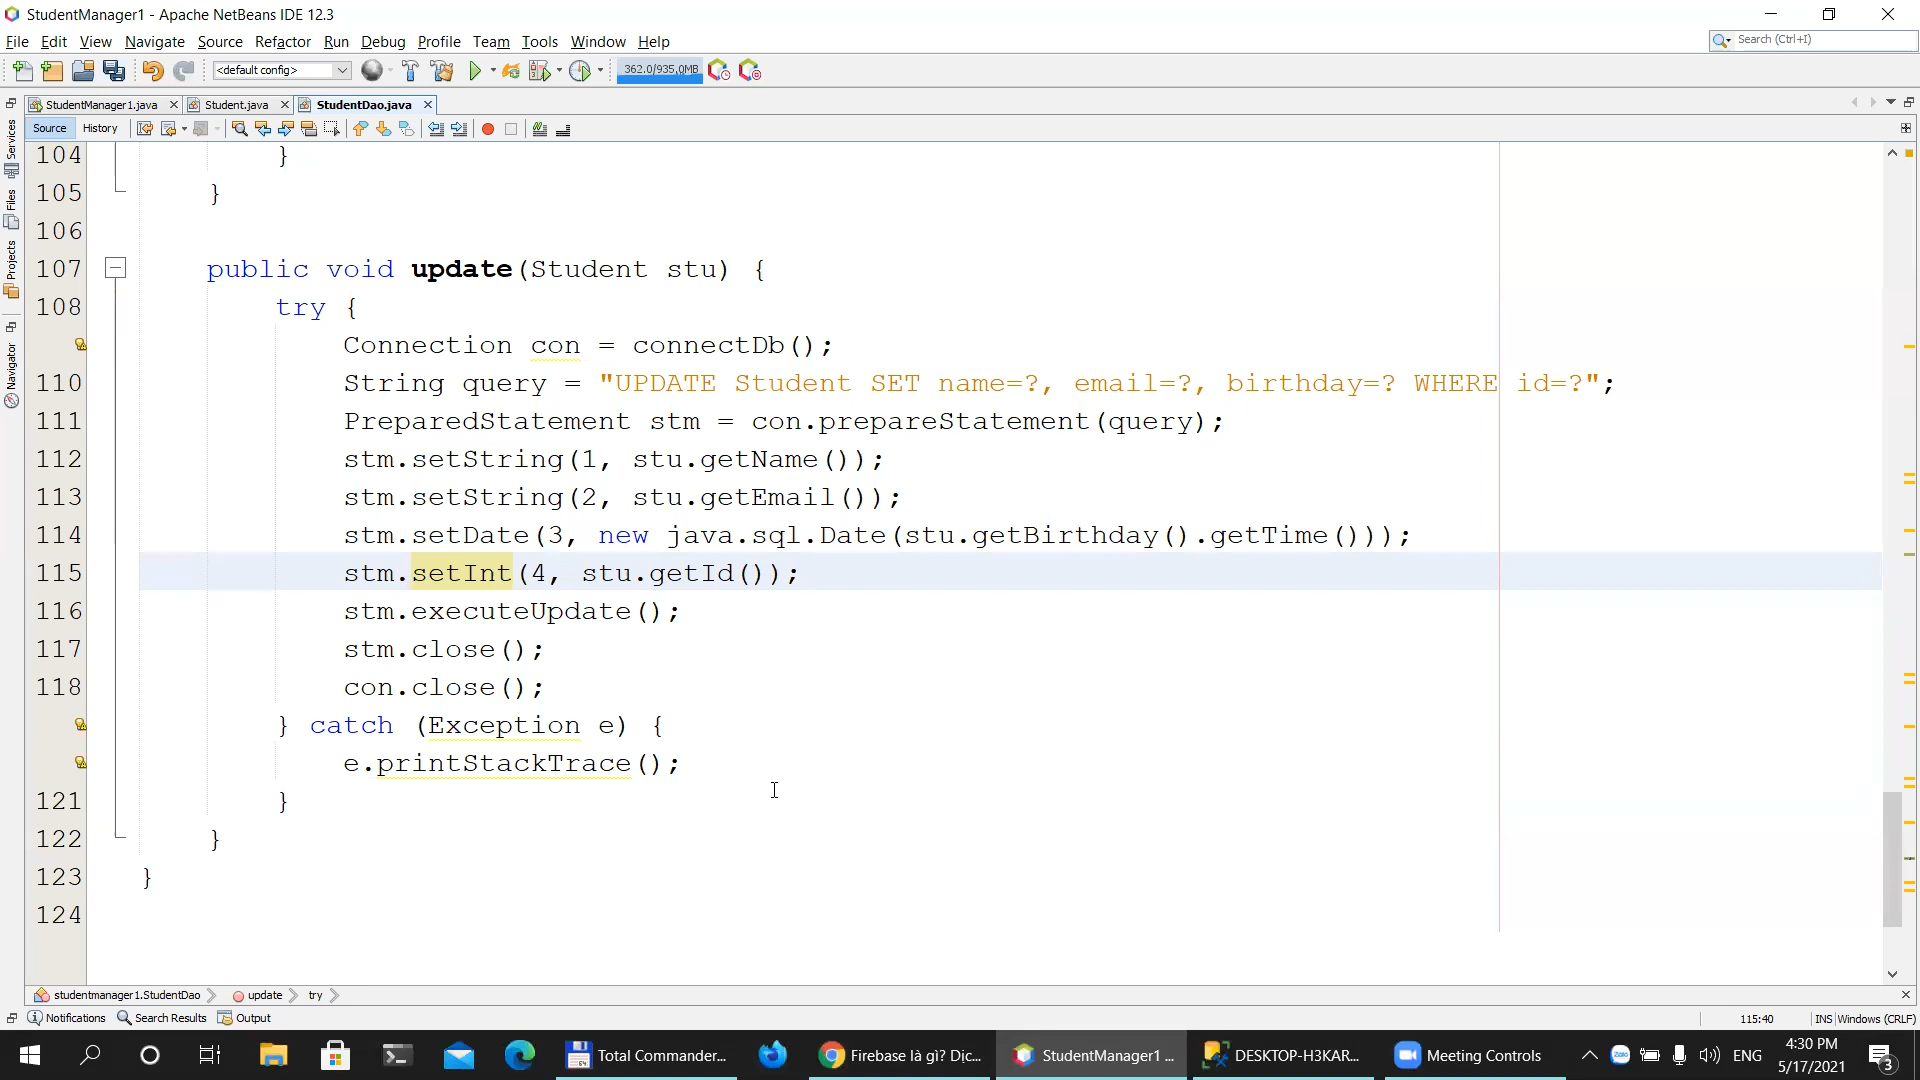 StudentManager1 - Apache NetBeans IDE 12.3
File Edit View Navigate Source Refactor Run Debug Profile Team Tools Window Help
Search (Ctrl+I)
<default config>
362.0/935,0MB
StudentManager1.java
Student.java
StudentDao.java
Source History
Services
Files
Projects
Navigator
104 }
105 }
106
107 public void update(Student stu) {
108 try {
Connection con = connectDb();
110 String query = "UPDATE Student SET name=?, email=?, birthday=? WHERE id=?";
111 PreparedStatement stm = con.prepareStatement(query);
112 stm.setString(1, stu.getName());
113 stm.setString(2, stu.getEmail());
114 stm.setDate(3, new java.sql.Date(stu.getBirthday().getTime()));
115 stm.setInt(4, stu.getId());
116 stm.executeUpdate();
117 stm.close();
118 con.close();
} catch (Exception e) {
e.printStackTrace();
121 }
122 }
123 }
124
studentmanager1.StudentDao update try
Notifications Search Results Output
115:40 INS Windows (CRLF)
Total Commander...
Firebase là gì? Dịc...
StudentManager1 ...
DESKTOP-H3KAR...
Meeting Controls
Zalo
ENG
4:30 PM
5/17/2021
3